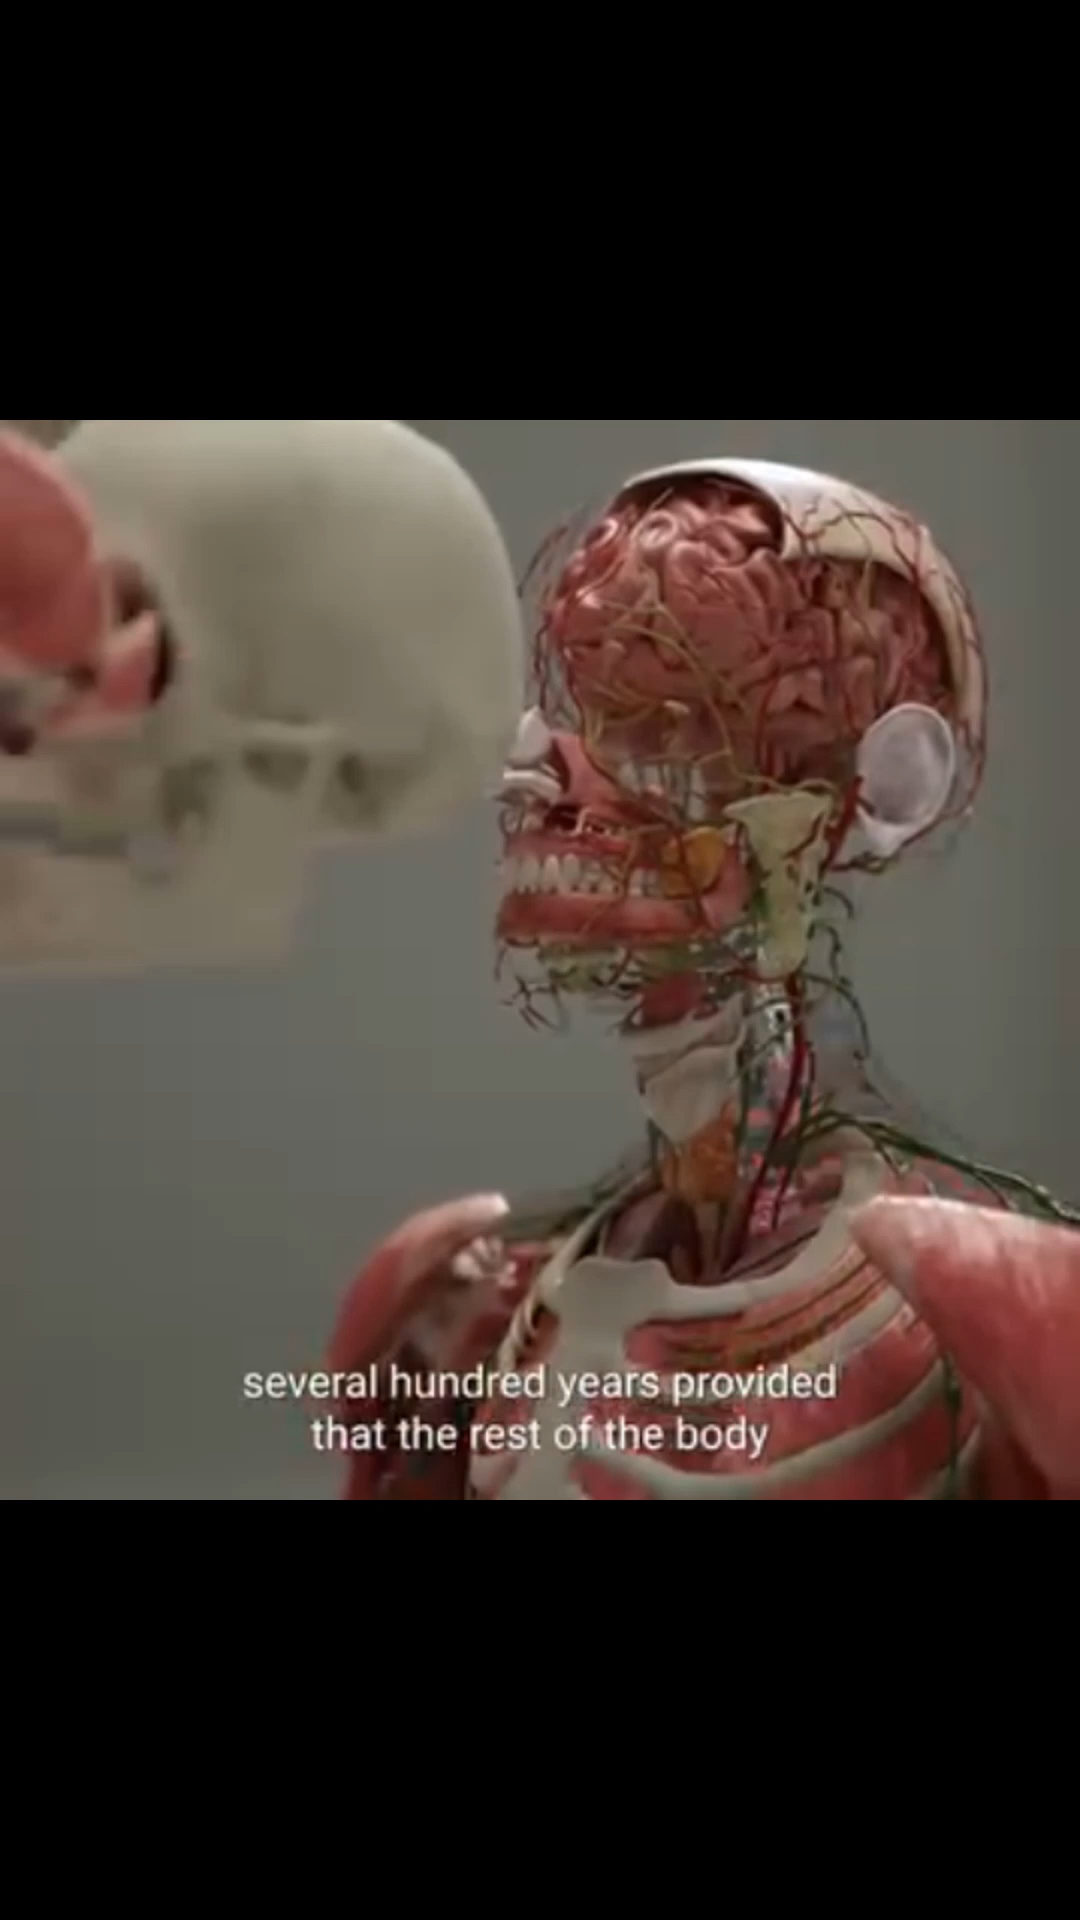 several hundred years provided
that the rest of the body